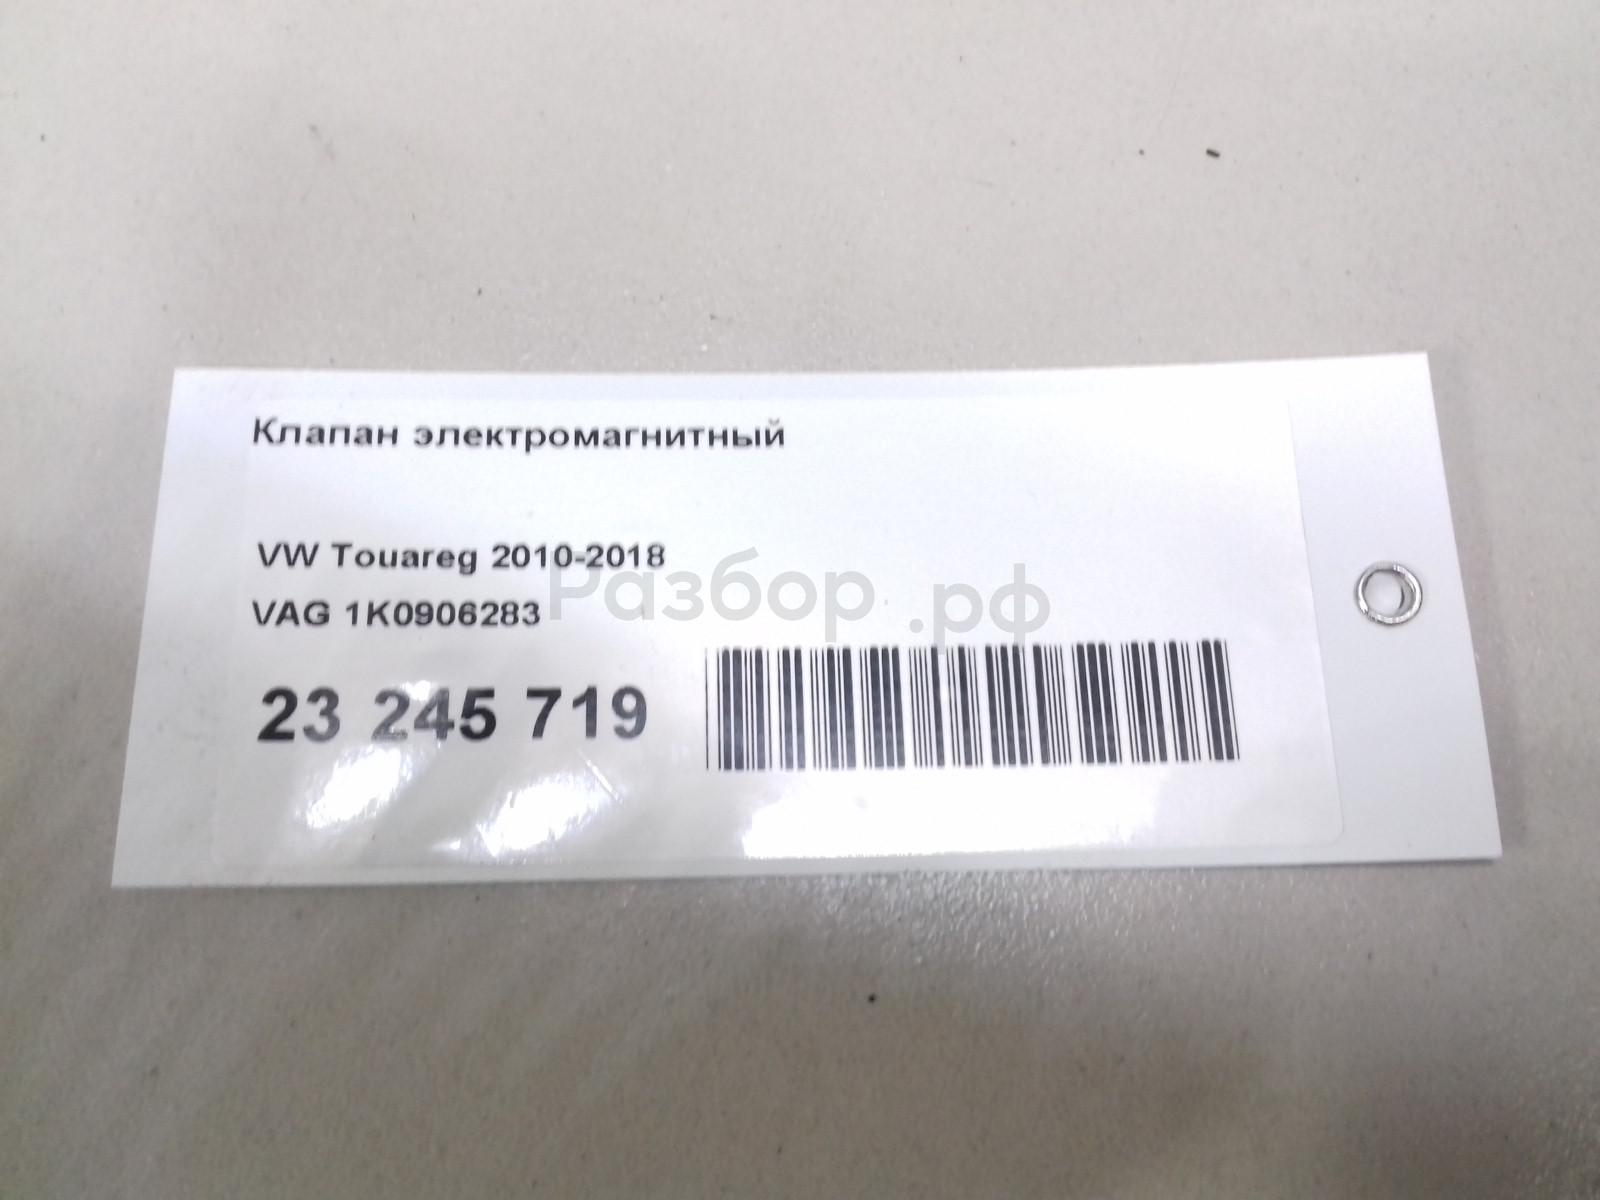 Клапан электромагнитный
VW Touareg 2010-2018
Разбор.рф
VAG 1K0906283
23 245 719